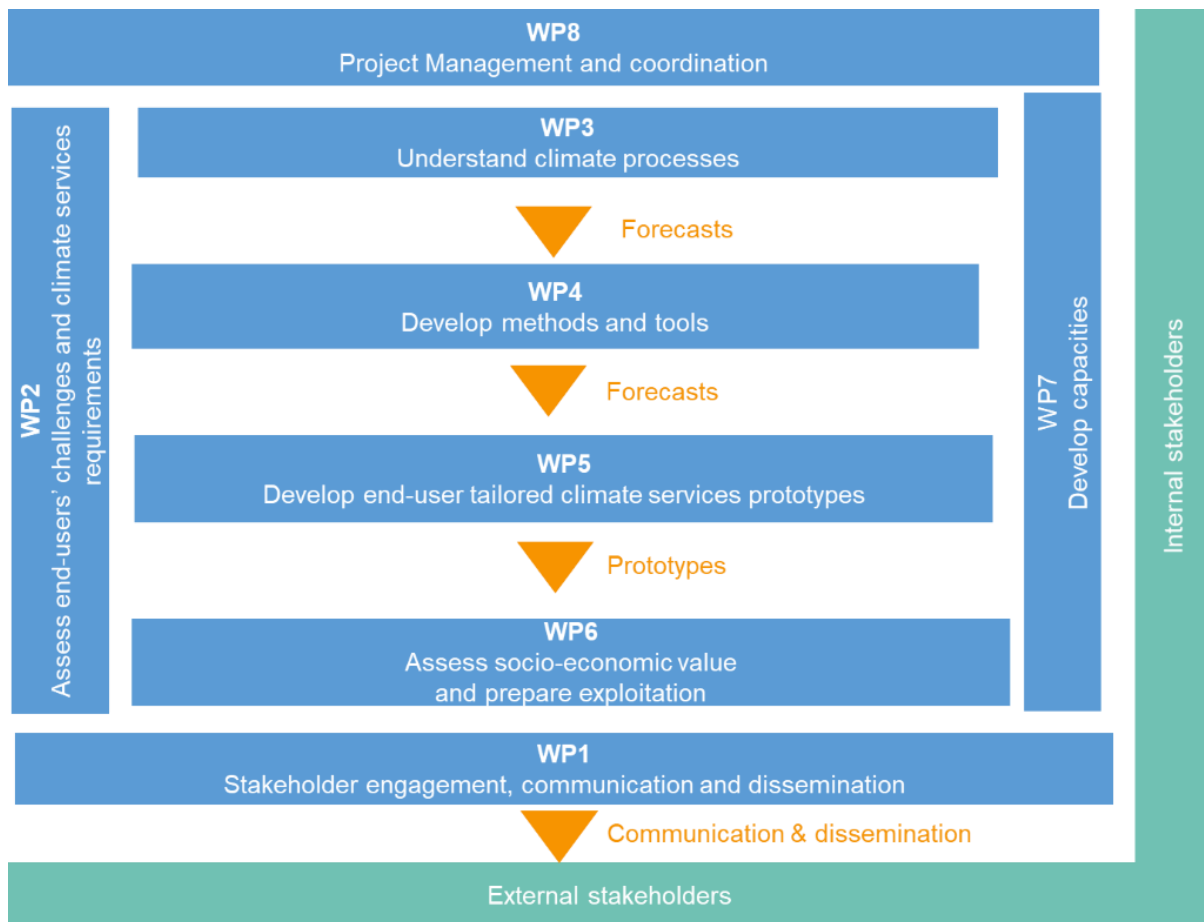 WP8
Project Management and coordination
WP3
Understand climate processes
Forecasts
WP4
Develop methods and tools
Forecasts
WP5
Develop end-user tailored climate services prototypes
Prototypes
WP6
Assess socio-economic value
and prepare exploitation
WP2
Assess end-users’ challenges and climate services
requirements
WP7
Develop capacities
Internal stakeholders
WP1
Stakeholder engagement, communication and dissemination
Communication & dissemination
External stakeholders